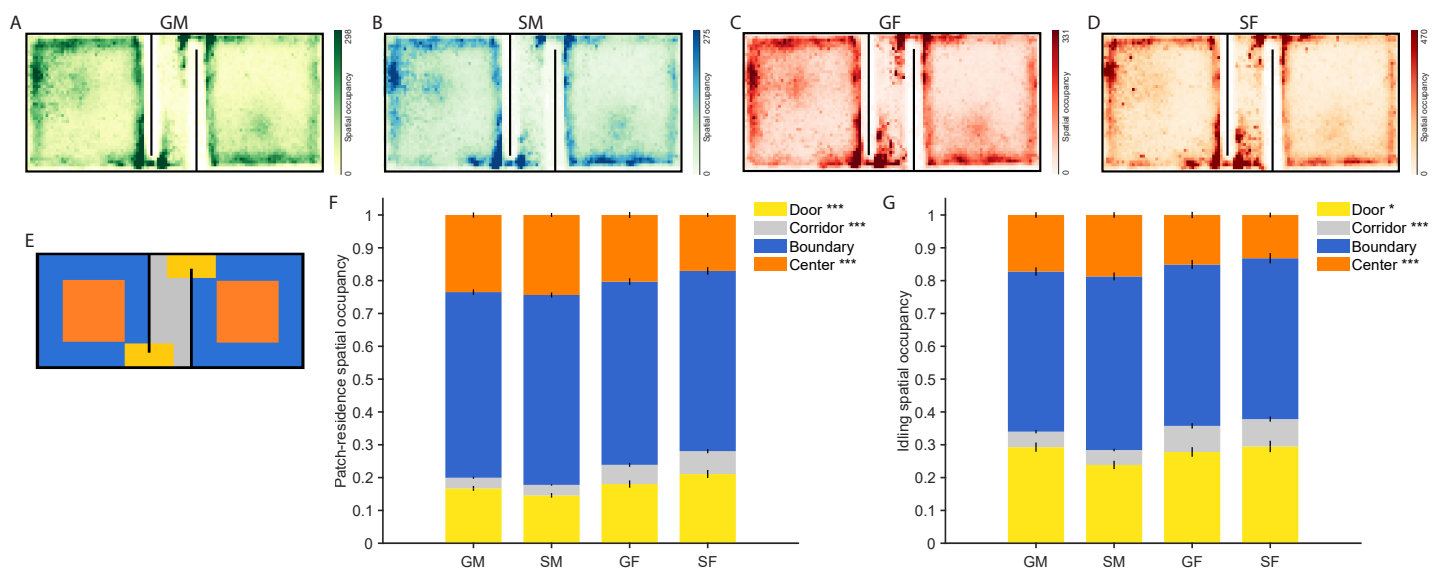 A
GM
298
Spatial occupancy
0
B
SM
275
Spatial occupancy
0
C
GF
331
Spatial occupancy
0
D
SF
470
Spatial occupancy
0
E
F
Door ***
Corridor ***
Boundary
Center ***
Patch-residence spatial occupancy
1
0.9
0.8
0.7
0.6
0.5
0.4
0.3
0.2
0.1
0
GM SM GF SF
G
Door *
Corridor ***
Boundary
Center ***
Idling spatial occupancy
1
0.9
0.8
0.7
0.6
0.5
0.4
0.3
0.2
0.1
0
GM SM GF SF